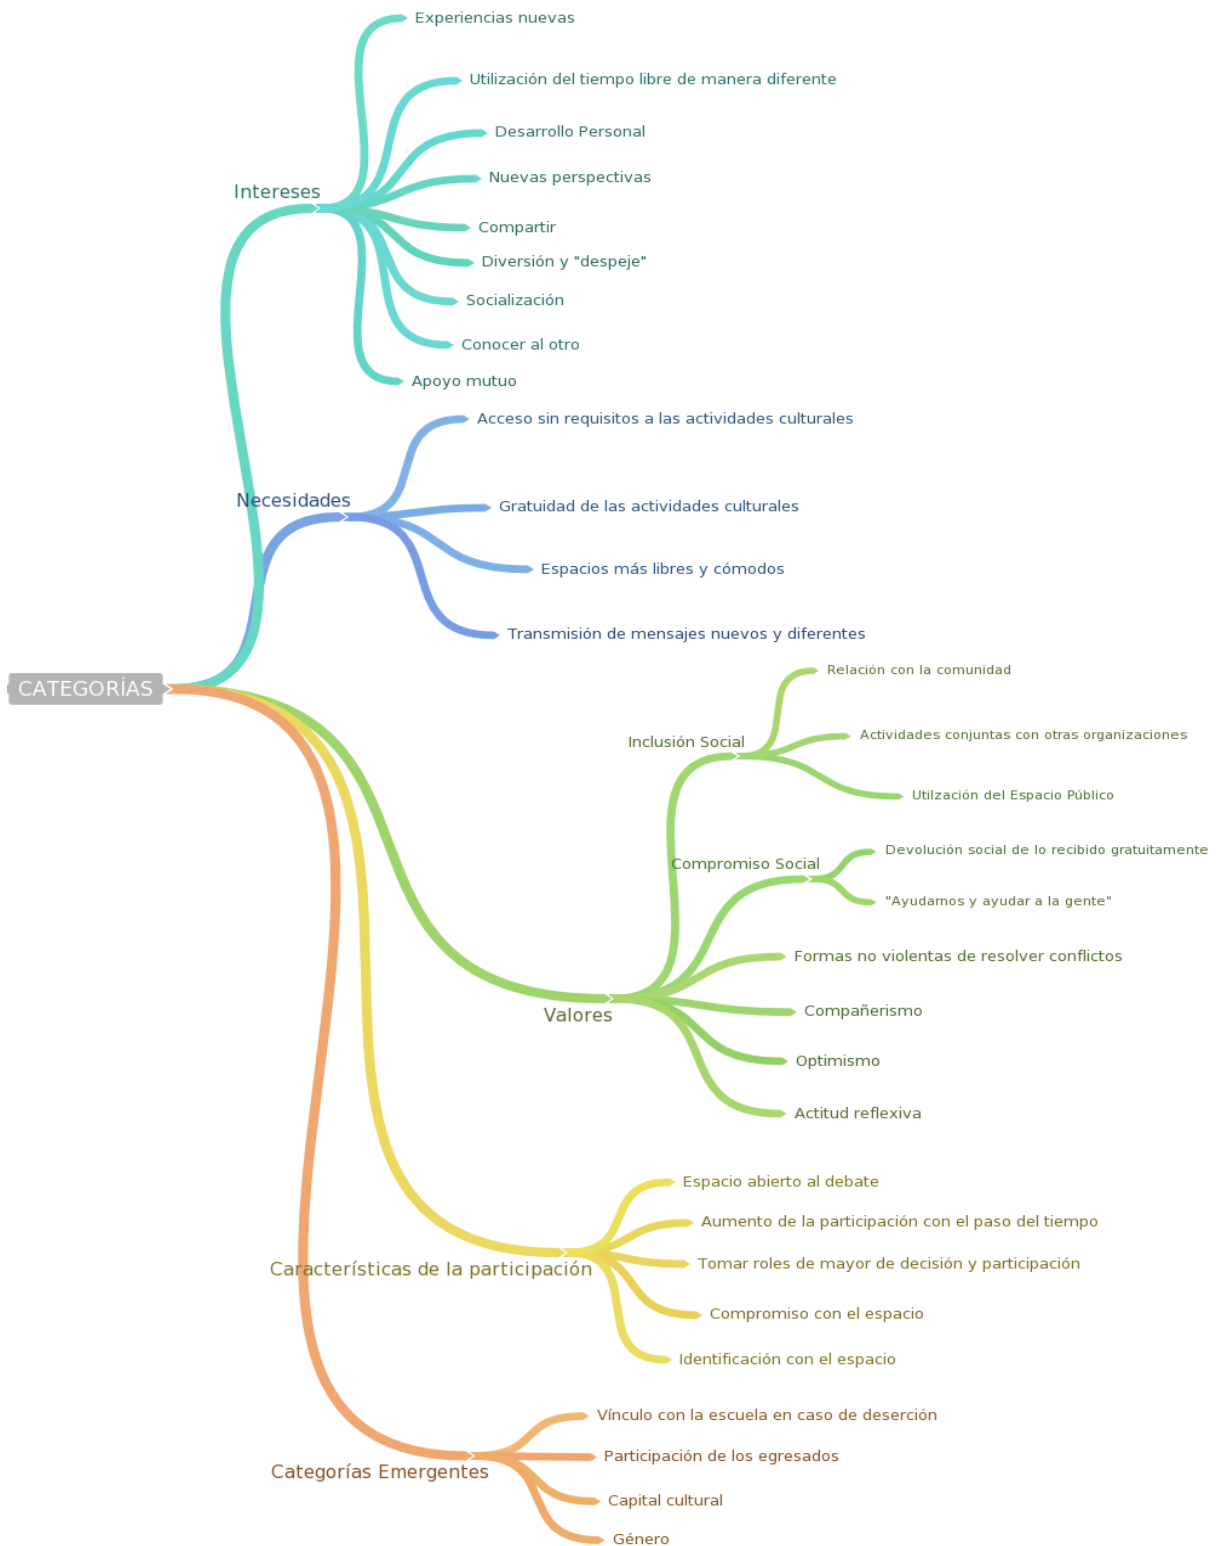 Experiencias nuevas
Utilización del tiempo libre de manera diferente
Desarrollo Personal
Intereses
Nuevas perspectivas
Compartir
Diversión y "despeje"
Socialización
Conocer al otro
Apoyo mutuo
Acceso sin requisitos a las actividades culturales
Necesidades
Gratuidad de las actividades culturales
Espacios más libres y cómodos
Transmisión de mensajes nuevos y diferentes
CATEGORÍAS
Relación con la comunidad
Inclusión Social
Actividades conjuntas con otras organizaciones
Utilzación del Espacio Público
Compromiso Social
Devolución social de lo recibido gratuitamente
"Ayudarnos y ayudar a la gente"
Formas no violentas de resolver conflictos
Valores
Compañerismo
Optimismo
Actitud reflexiva
Espacio abierto al debate
Aumento de la participación con el paso del tiempo
Características de la participación
Tomar roles de mayor de decisión y participación
Compromiso con el espacio
Identificación con el espacio
Vínculo con la escuela en caso de deserción
Categorías Emergentes
Participación de los egresados
Capital cultural
Género